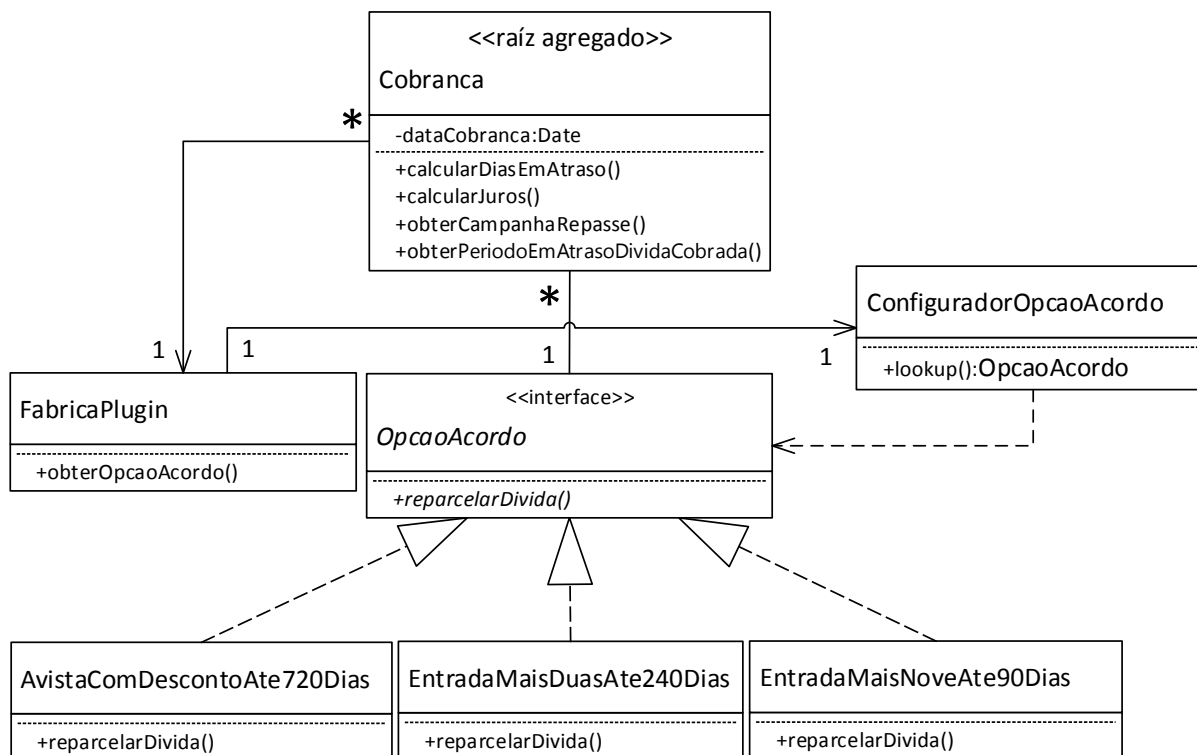 <<raíz agregado>>
Cobranca
-dataCobranca:Date
+calcularDiasEmAtraso()
+calcularJuros()
+obterCampanhaRepasse()
+obterPeriodoEmAtrasoDividaCobrada()
*
*
1
1
1
1
ConfiguradorOpcaoAcordo
+lookup():OpcaoAcordo
FabricaPlugin
+obterOpcaoAcordo()
<<interface>>
OpcaoAcordo
+reparcelarDivida()
AvistaComDescontoAte720Dias
+reparcelarDivida()
EntradaMaisDuasAte240Dias
+reparcelarDivida()
EntradaMaisNoveAte90Dias
+reparcelarDivida()